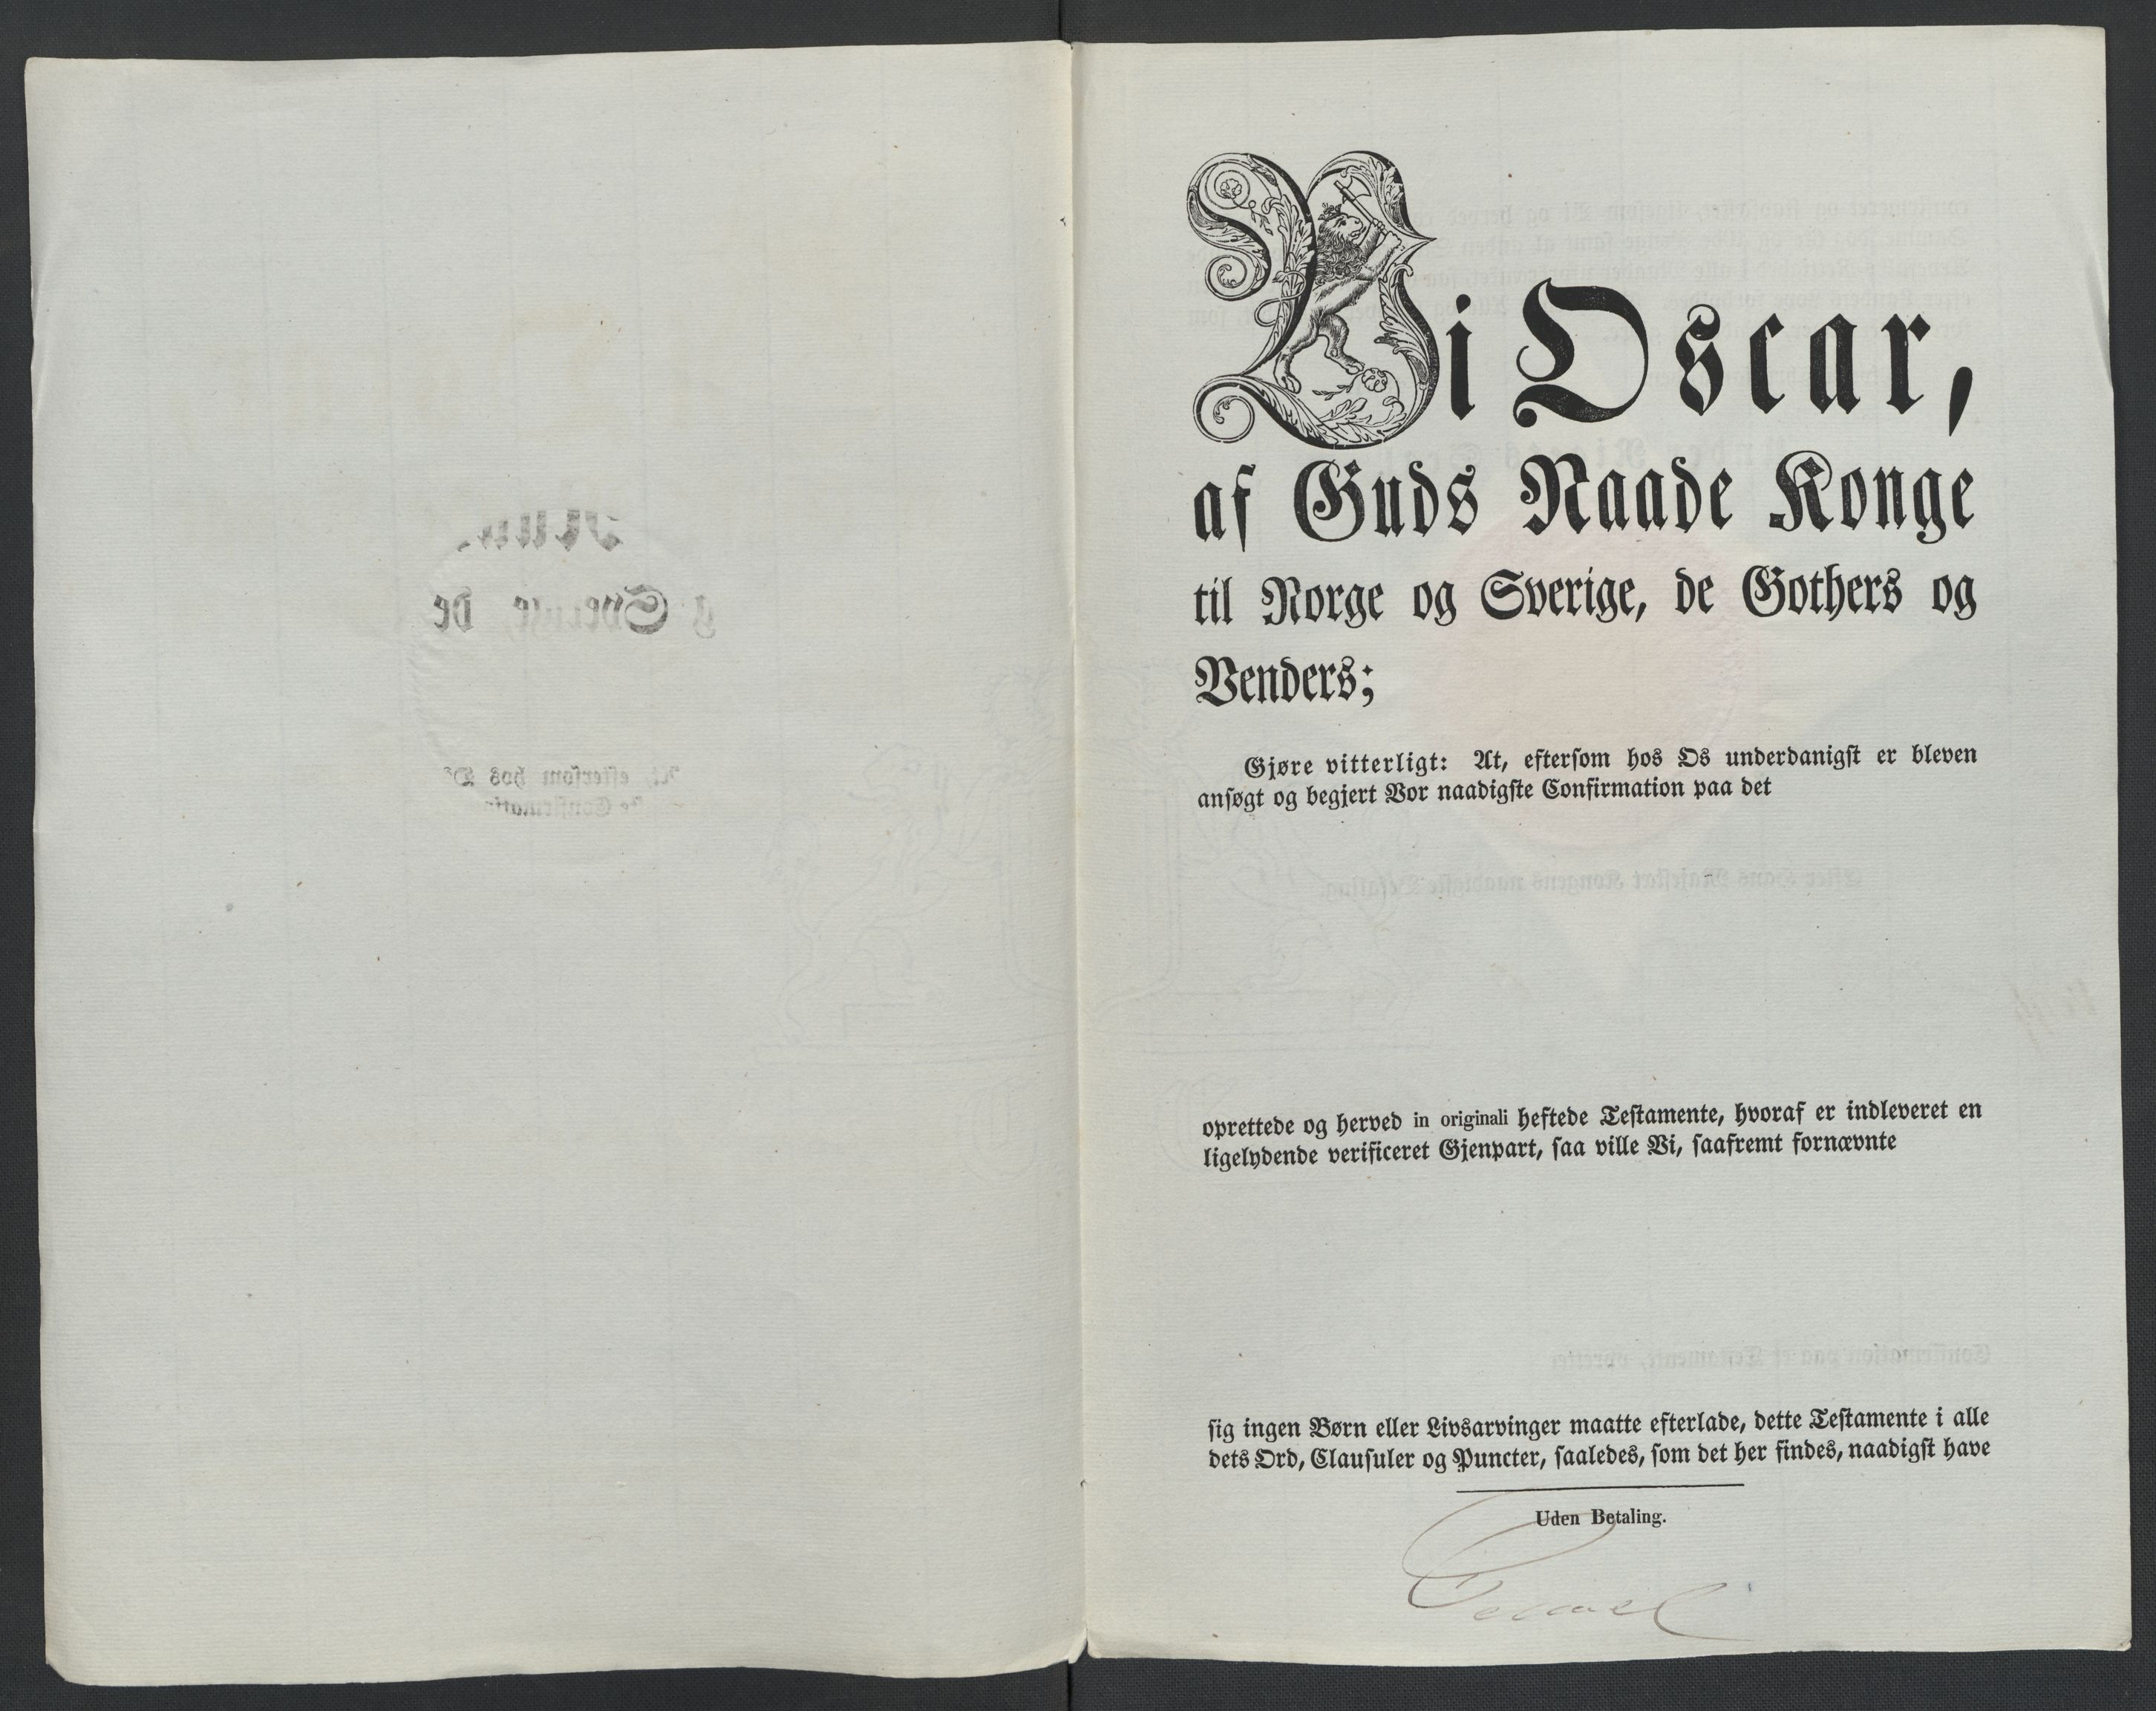 Vi Oscar,
af Guds Naade Konge
til Norge og Sverige, de Gothers og
Venders;
Gjøre vitterligt: At, eftersom hos Os underdanigst er bleven
ansøgt og begjert Vor naadigste Confirmation paa det
oprettede og herved in originali heftede Testamente, hvoraf er indleveret en
ligelydende verificeret Gjenpart, saa ville Vi, saafremt fornævnte
sig ingen Børn eller Livsarvinger maatte efterlade, dette Testamente i alle
dets Ord, Clausuler og Puncter, saaledes, som det her findes, naadigst have
Uden Betaling.